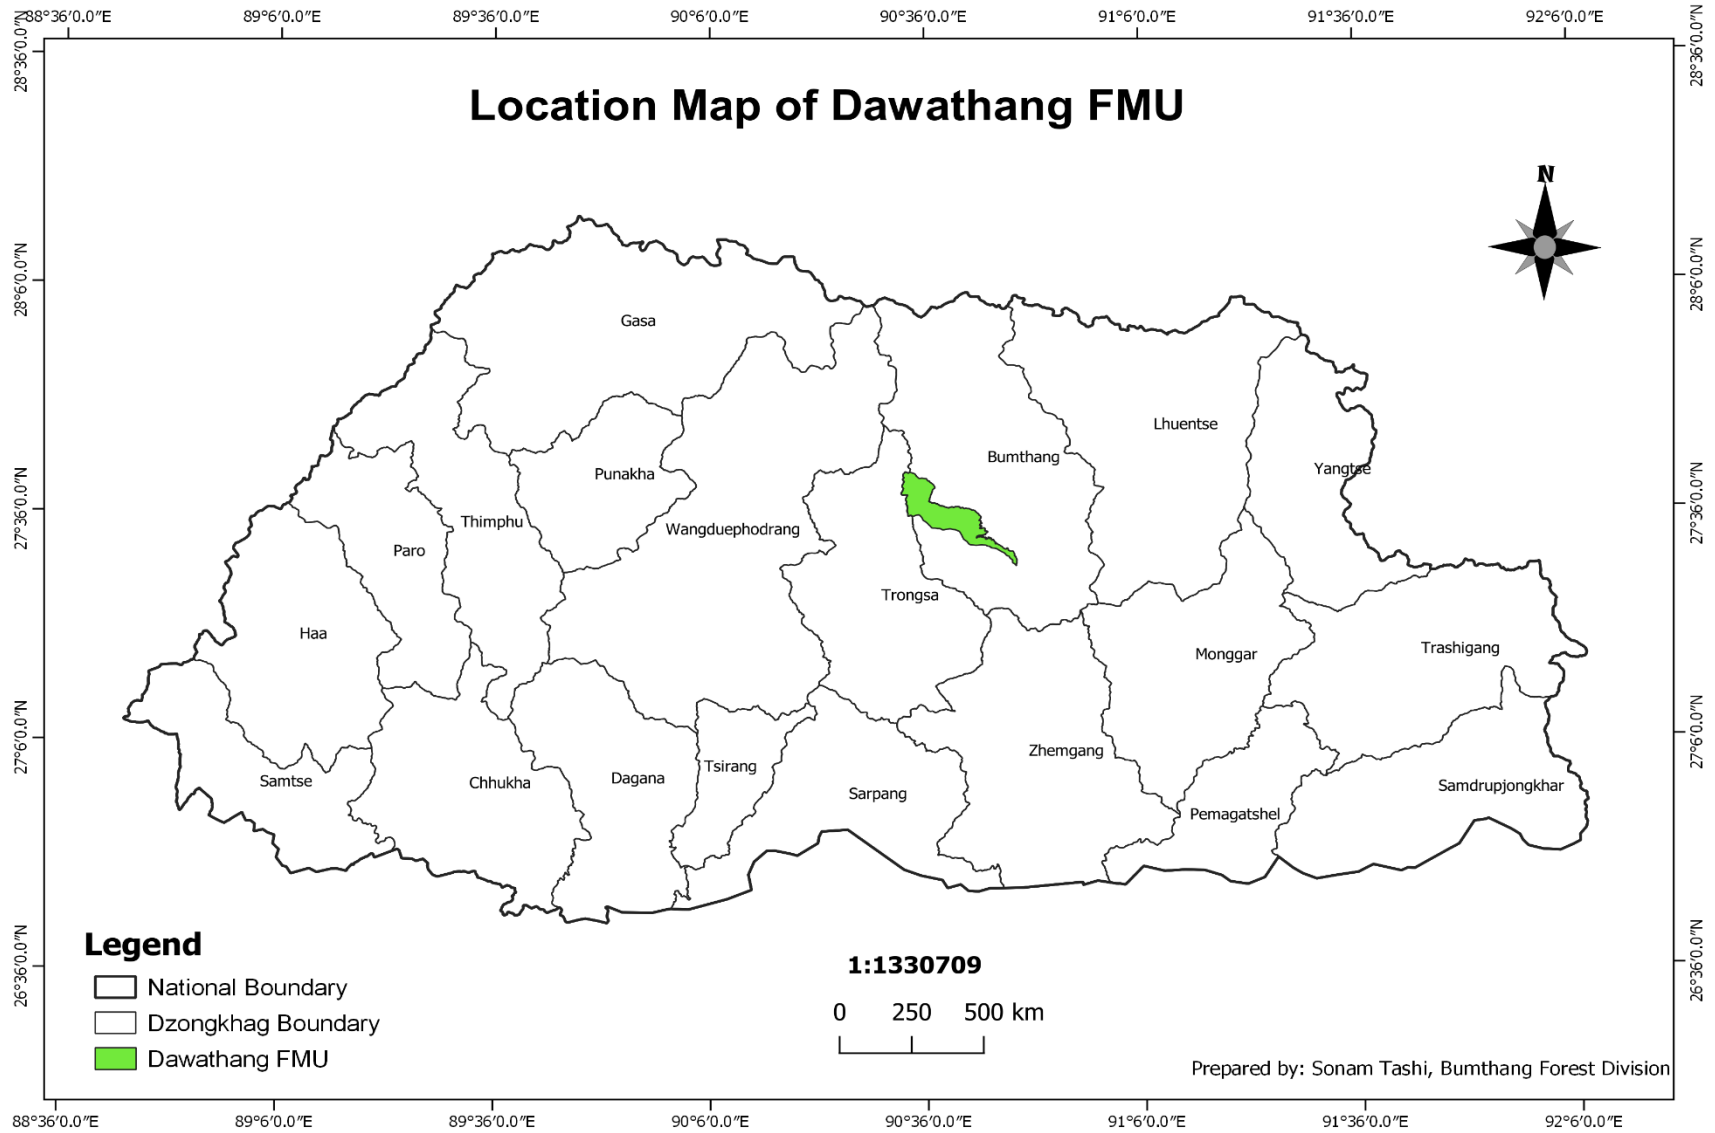 88°36'0.0"E 89°6'0.0"E 89°36'0.0"E 90°6'0.0"E 90°36'0.0"E 91°6'0.0"E 91°36'0.0"E 92°6'0.0"E
28°36'0.0"N
28°36'0.0"N
Location Map of Dawathang FMU
N
28°6'0.0"N
28°6'0.0"N
Gasa
Lhuentse
Bumthang
Yangtse
Punakha
27°36'0.0"N
27°36'0.0"N
Thimphu
Wangduephodrang
Paro
Trongsa
Haa
Trashigang
Monggar
27°6'0.0"N
27°6'0.0"N
Zhemgang
Tsirang
Samtse
Chhukha
Dagana
Sarpang
Samdrupjongkhar
Pemagatshel
26°36'0.0"N
26°36'0.0"N
Legend
National Boundary
Dzongkhag Boundary
Dawathang FMU
1:1330709
0 250 500 km
Prepared by: Sonam Tashi, Bumthang Forest Division
88°36'0.0"E 89°6'0.0"E 89°36'0.0"E 90°6'0.0"E 90°36'0.0"E 91°6'0.0"E 91°36'0.0"E 92°6'0.0"E